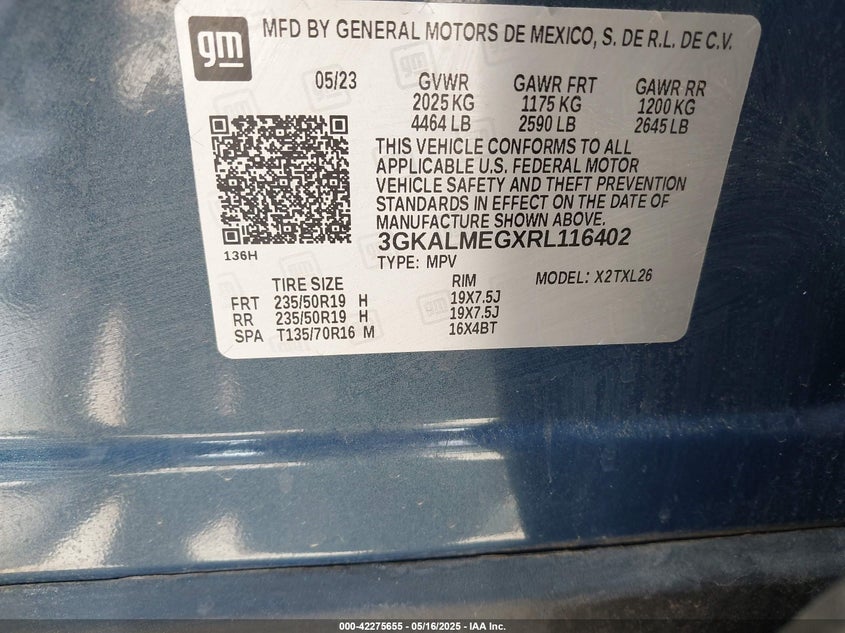 gm MFD BY GENERAL MOTORS DE MEXICO, S. DE R.L. DE C.V.
05/23 GVWR GAWR FRT GAWR RR
2025 KG 1175 KG 1200 KG
4464 LB 2590 LB 2645 LB
THIS VEHICLE CONFORMS TO ALL
APPLICABLE U.S. FEDERAL MOTOR
VEHICLE SAFETY AND THEFT PREVENTION
STANDARDS IN EFFECT ON THE DATE OF
MANUFACTURE SHOWN ABOVE.
3GKALMEGXRL116402
136H
TYPE: MPV
TIRE SIZE RIM MODEL: X2TXL26
FRT 235/50R19 H 19X7.5J
RR 235/50R19 H 19X7.5J
SPA T135/70R16 M 16X4BT
000-42275655 - 05/16/2025 - IAA Inc.